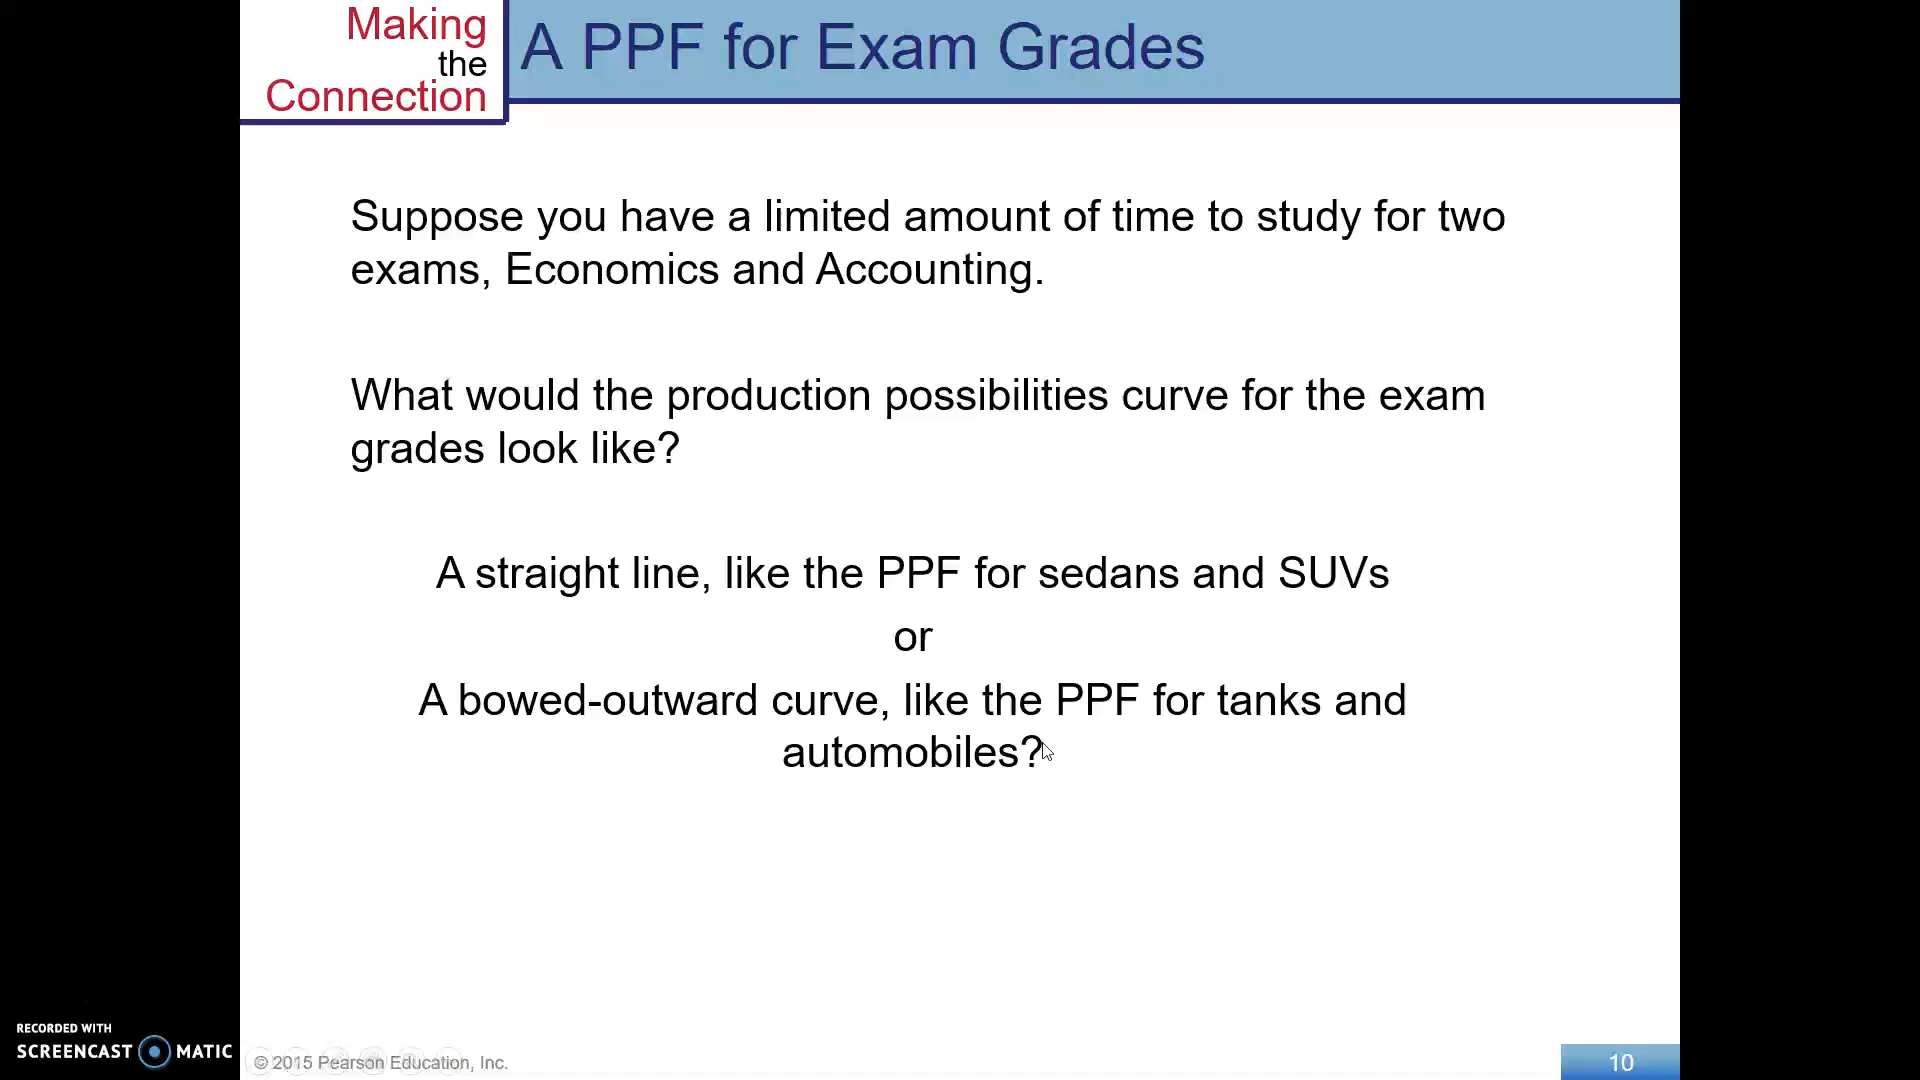 Making
the
Connection
A PPF for Exam Grades
Suppose you have a limited amount of time to study for two
exams, Economics and Accounting.
What would the production possibilities curve for the exam
grades look like?
A straight line, like the PPF for sedans and SUVs
or
A bowed-outward curve, like the PPF for tanks and
automobiles?
RECORDED WITH
SCREENCAST MATIC
© 2015 Pearson Education, Inc.
10